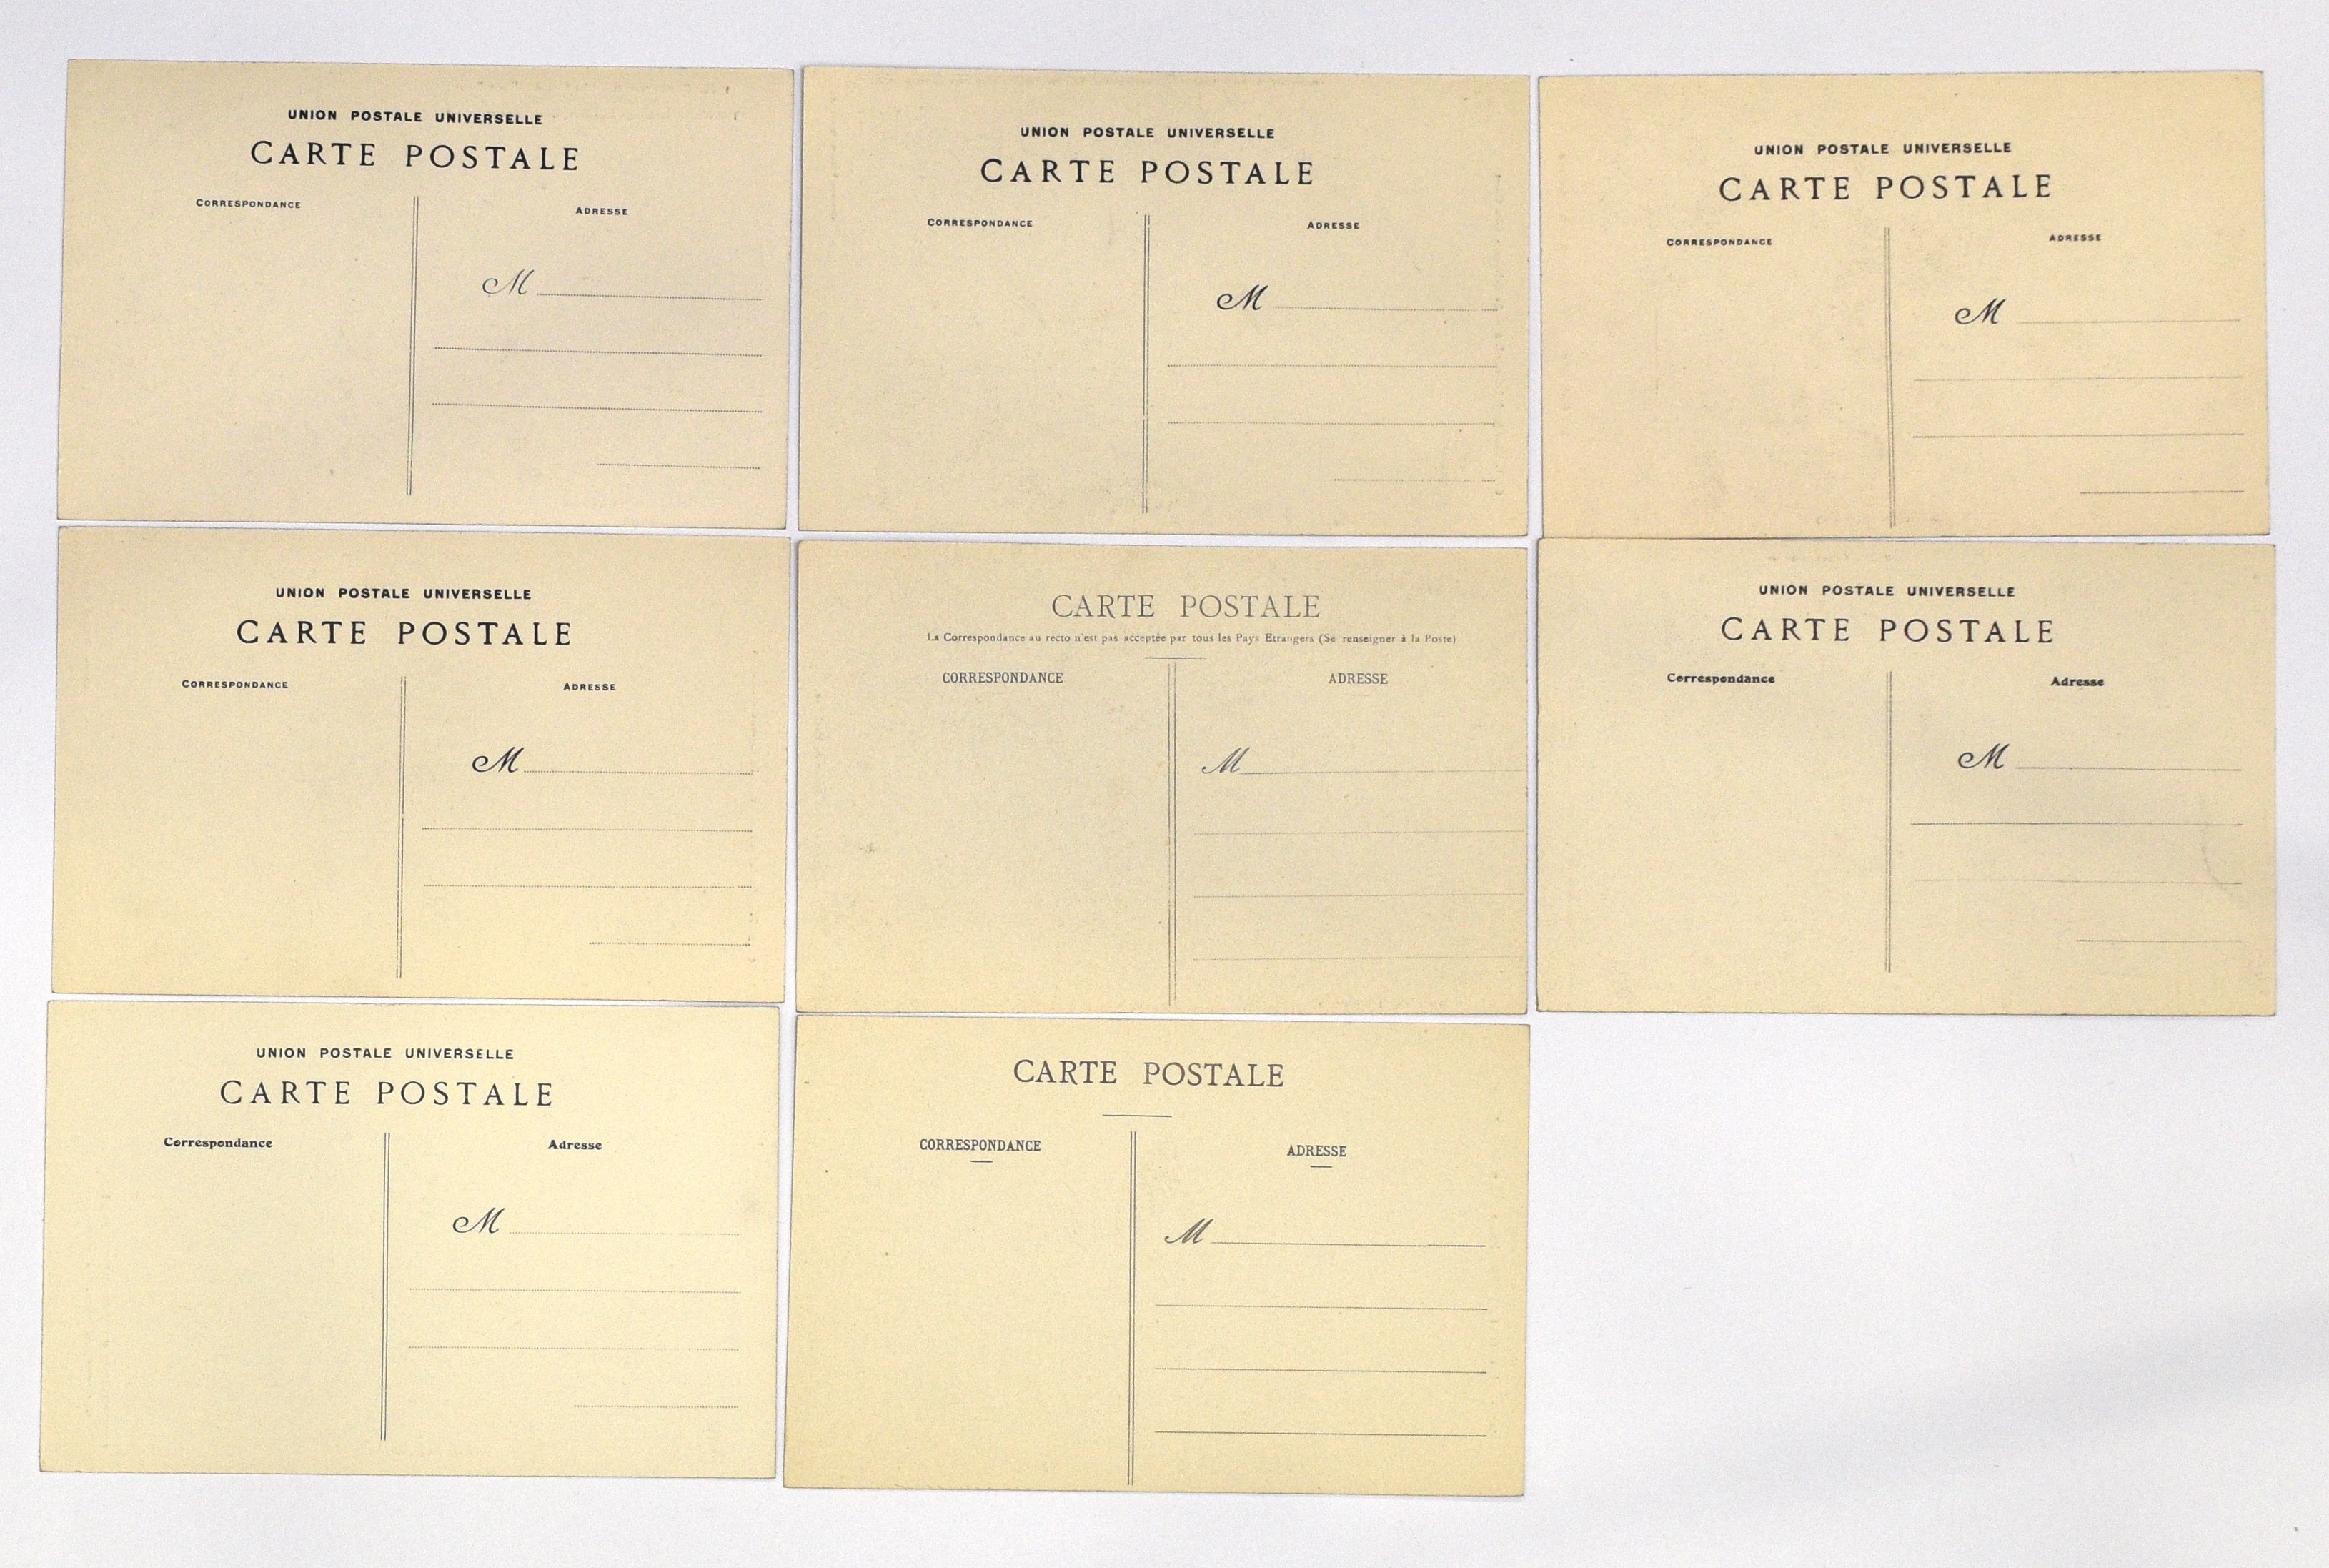 UNION POSTALE UNIVERSELLE
CARTE POSTALE
CORRESPONDANCE
ADRESSE
M
UNION POSTALE UNIVERSELLE
CARTE POSTALE
CORRESPONDANCE
ADRESSE
M
UNION POSTALE UNIVERSELLE
CARTE POSTALE
CORRESPONDANCE
ADRESSE
M
UNION POSTALE UNIVERSELLE
CARTE POSTALE
CORRESPONDANCE
ADRESSE
M
CARTE POSTALE
La Correspondance au recto n'est pas acceptée par tous les Pays Etrangers (Se renseigner à la Poste)
CORRESPONDANCE
ADRESSE
M
UNION POSTALE UNIVERSELLE
CARTE POSTALE
Correspondance
Adresse
M
UNION POSTALE UNIVERSELLE
CARTE POSTALE
Correspondance
Adresse
M
CARTE POSTALE
CORRESPONDANCE
ADRESSE
M